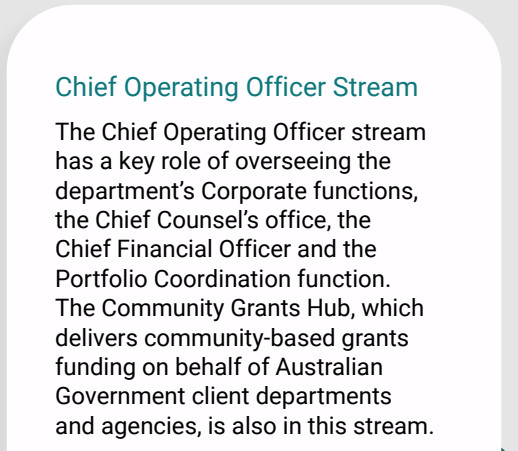 Chief Operating Officer Stream
The Chief Operating Officer stream
has a key role of overseeing the
department’s Corporate functions,
the Chief Counsel’s office, the
Chief Financial Officer and the
Portfolio Coordination function.
The Community Grants Hub, which
delivers community-based grants
funding on behalf of Australian
Government client departments
and agencies, is also in this stream.